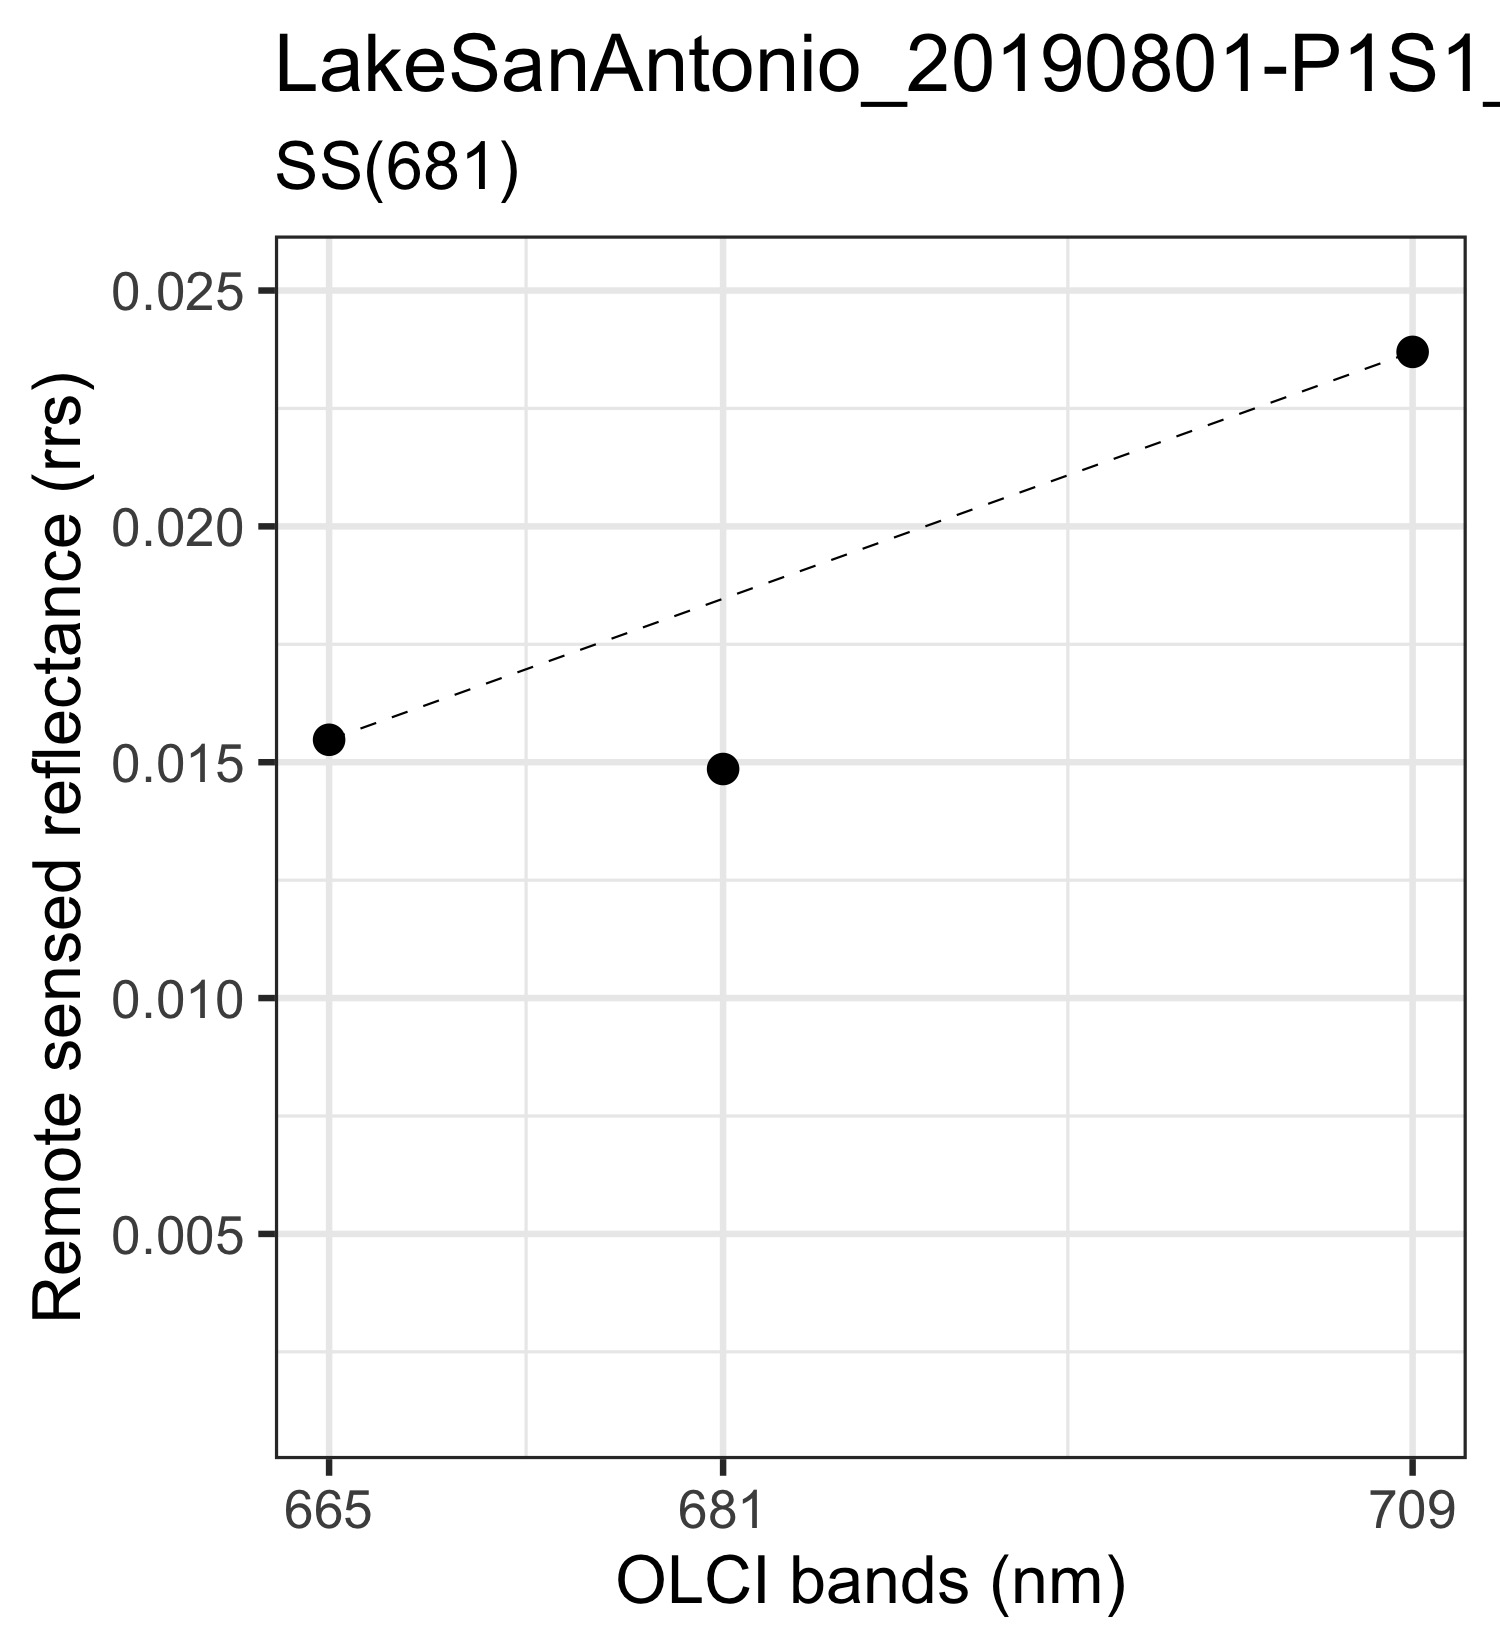 LakeSanAntonio_20190801-P1S1_
SS(681)
Remote sensed reflectance (rrs)
0.025
0.020
0.015
0.010
0.005
665
681
709
OLCI bands (nm)